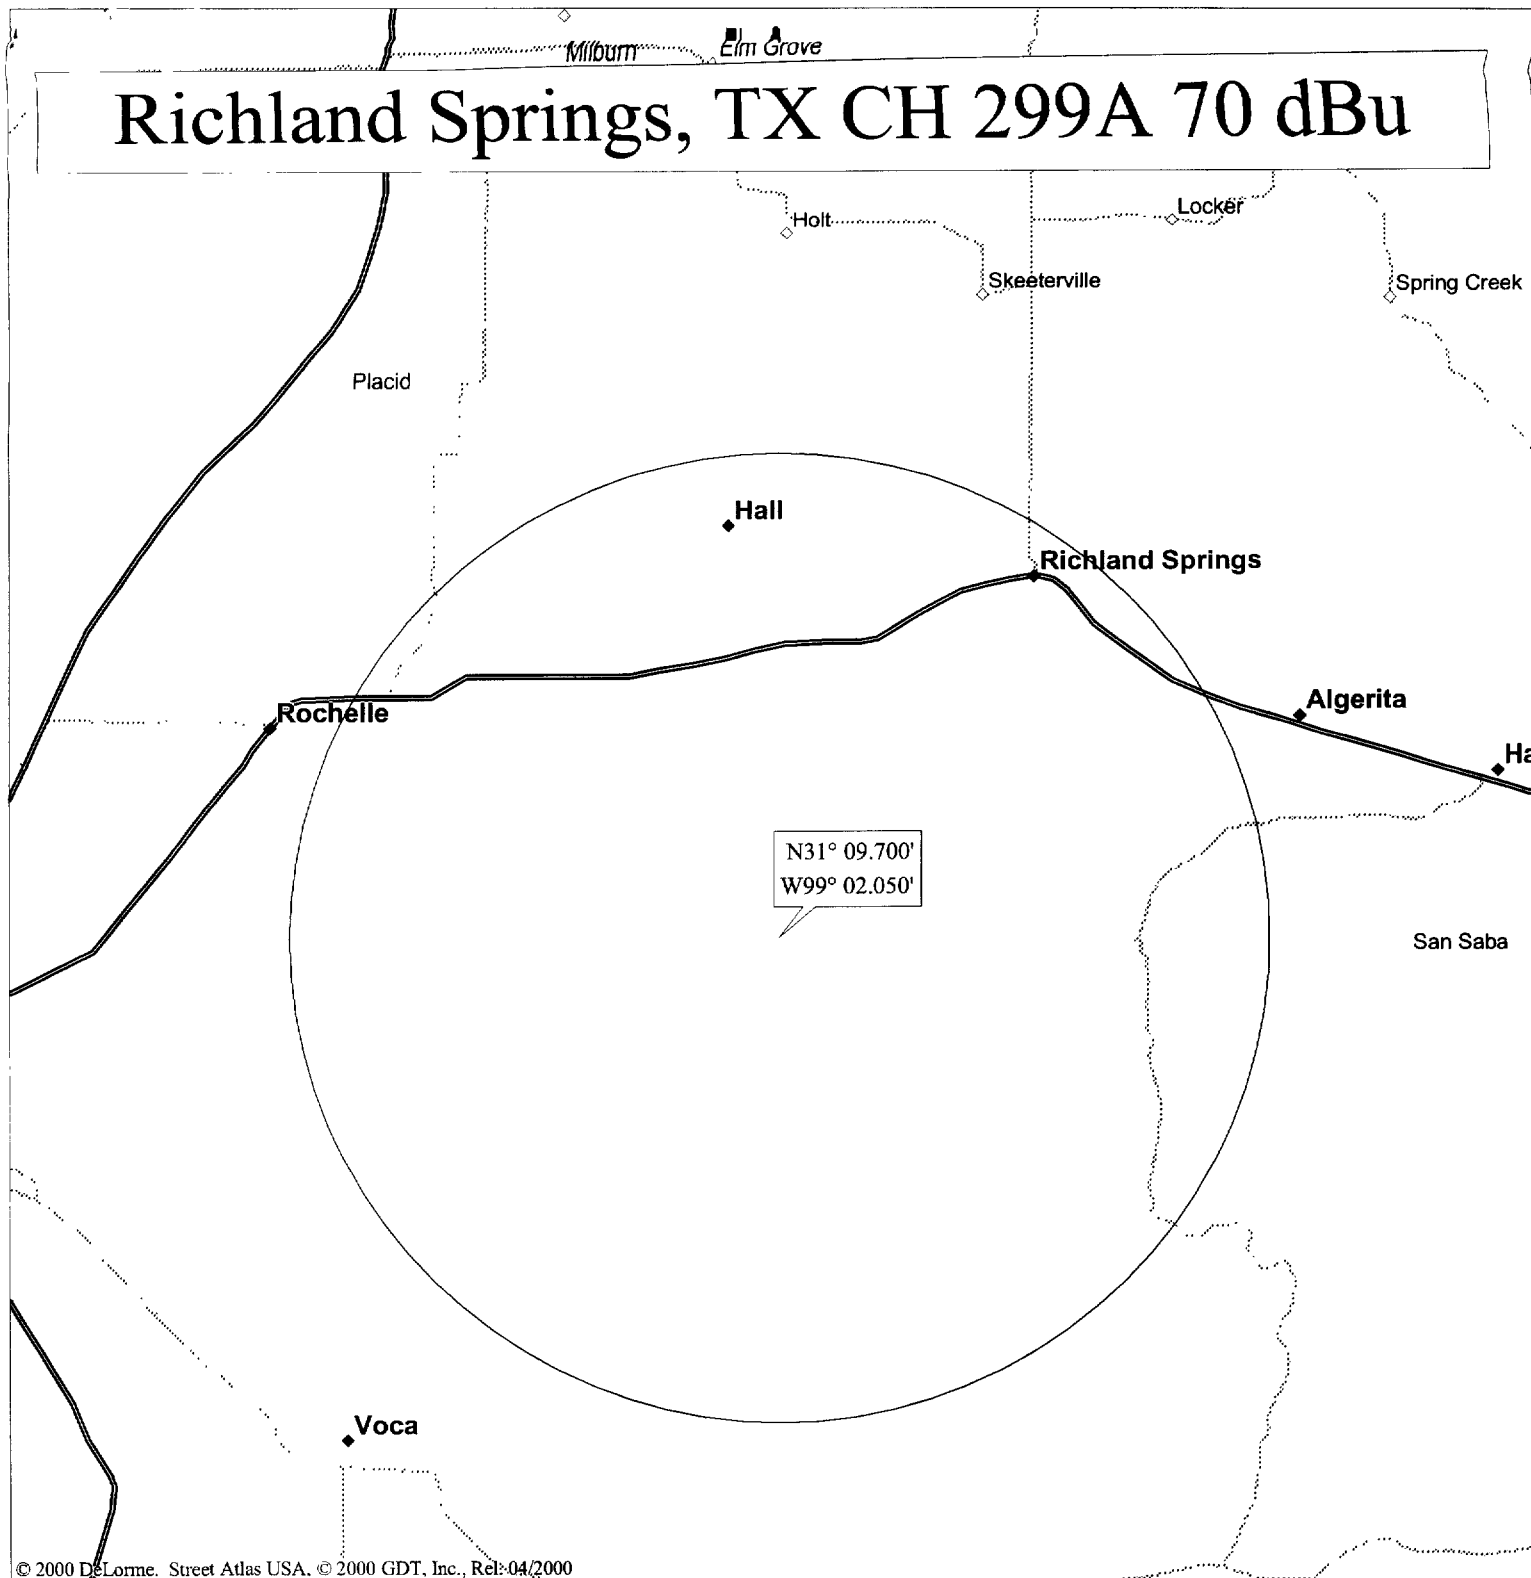 Milburn
Elm Grove
Richland Springs, TX CH 299A 70 dBu
Holt
Locker
Skeeterville
Spring Creek
Placid
Hall
Richland Springs
Rochelle
Algerita
Ha
N31° 09.700'
W99° 02.050'
San Saba
Voca
© 2000 DeLorme. Street Atlas USA, © 2000 GDT, Inc., Rel: 04/2000